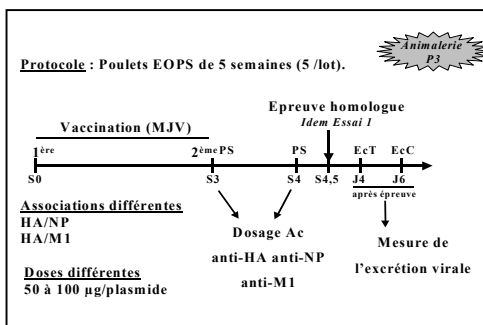 Animalerie
P3
Protocole : Poulets EOPS de 5 semaines (5 /lot).
Epreuve homologue
Idem Essai 1
Vaccination (MJV)
1ère 2èmePS PS EcT EcC
S0 S3 S4 S4,5 J4 J6
après épreuve
Associations différentes
HA/NP
HA/M1
Doses différentes
50 à 100 µg/plasmide
Dosage Ac
anti-HA anti-NP
anti-M1
Mesure de
l'excrétion virale